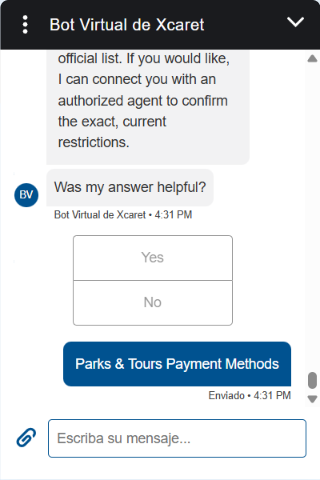 Bot Virtual de Xcaret
official list. If you would like,
I can connect you with an
authorized agent to confirm
the exact, current
restrictions.
BV
Was my answer helpful?
Bot Virtual de Xcaret • 4:31 PM
Yes
No
Parks & Tours Payment Methods
Enviado • 4:31 PM
Escriba su mensaje...